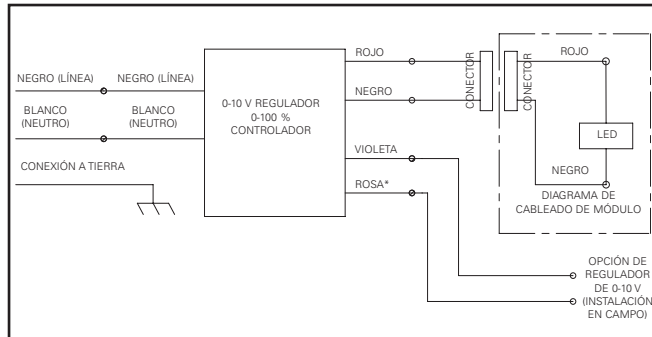 NEGRO (LÍNEA)
NEGRO (LÍNEA)
BLANCO
(NEUTRO)
BLANCO
(NEUTRO)
CONEXIÓN A TIERRA
0-10 V REGULADOR
0-100 %
CONTROLADOR
ROJO
NEGRO
VIOLETA
ROSA*
CONECTOR
CONECTOR
ROJO
LED
NEGRO
DIAGRAMA DE
CABLEADO DE MÓDULO
OPCIÓN DE
REGULADOR
DE 0-10 V
(INSTALACIÓN
EN CAMPO)